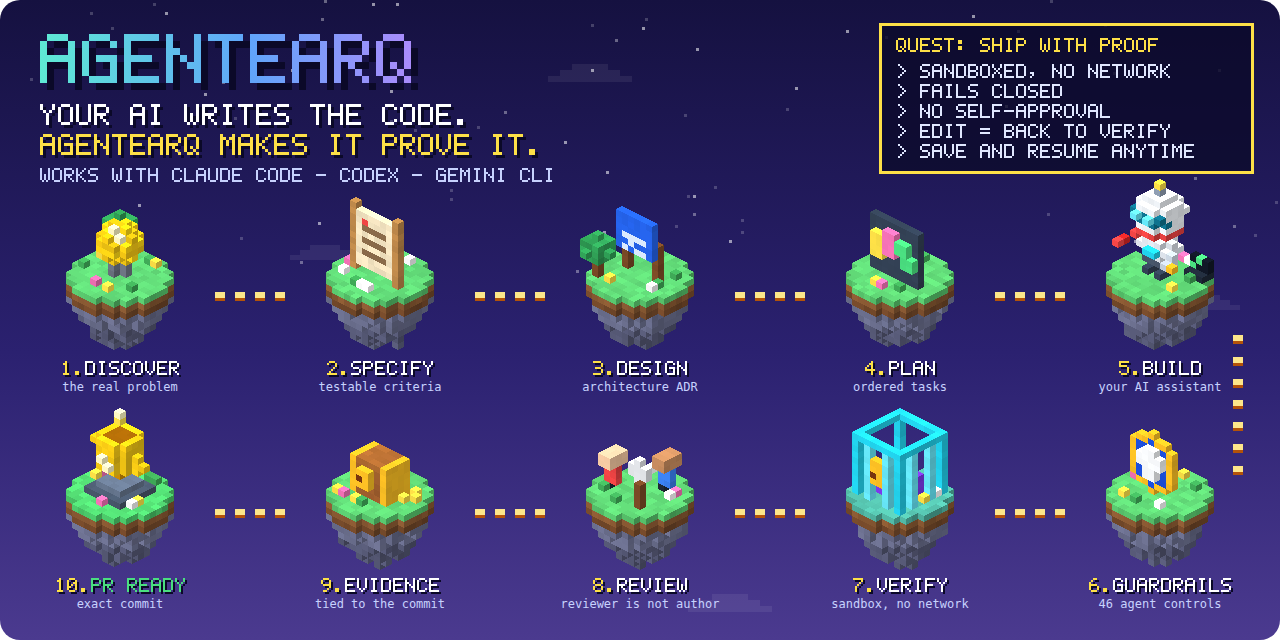 AGENTEARQ
YOUR AI WRITES THE CODE.
AGENTEARQ MAKES IT PROVE IT.
WORKS WITH CLAUDE CODE - CODEX - GEMINI CLI
QUEST: SHIP WITH PROOF
> SANDBOXED, NO NETWORK
> FAILS CLOSED
> NO SELF-APPROVAL
> EDIT = BACK TO VERIFY
> SAVE AND RESUME ANYTIME
1.DISCOVER
the real problem
2.SPECIFY
testable criteria
3.DESIGN
architecture ADR
4.PLAN
ordered tasks
5.BUILD
your AI assistant
10.PR READY
exact commit
9.EVIDENCE
tied to the commit
8.REVIEW
reviewer is not author
7.VERIFY
sandbox, no network
6.GUARDRAILS
46 agent controls